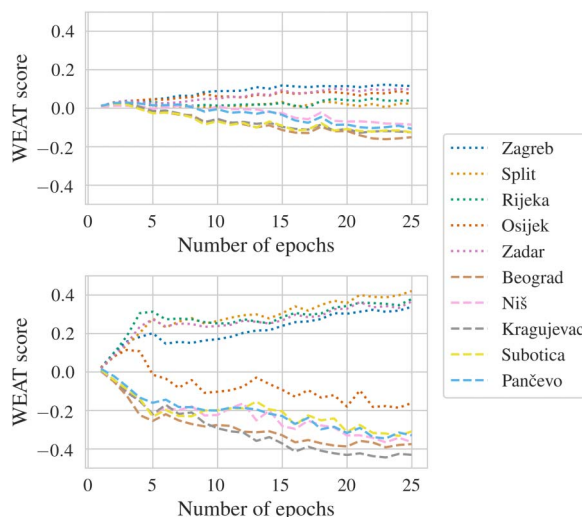 0.4
0.2
0.0
−0.2
−0.4
WEAT score
0
5
10
15
20
25
Number of epochs
0.4
0.2
0.0
−0.2
−0.4
WEAT score
0
5
10
15
20
25
Number of epochs
Zagreb
Split
Rijeka
Osijek
Zadar
Beograd
Niš
Kragujevac
Subotica
Pančevo